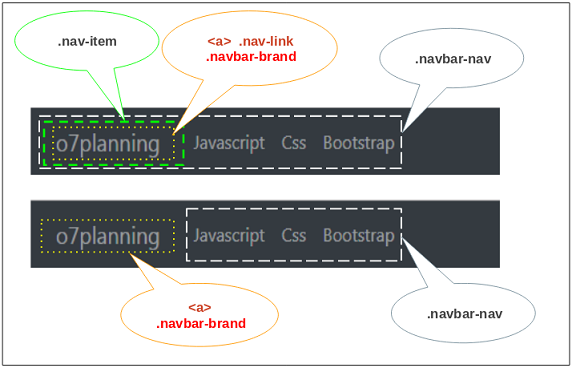 .nav-item
<a> .nav-link
.navbar-brand
.navbar-nav
o7planning Javascript Css Bootstrap
o7planning Javascript Css Bootstrap
<a>
.navbar-brand
.navbar-nav